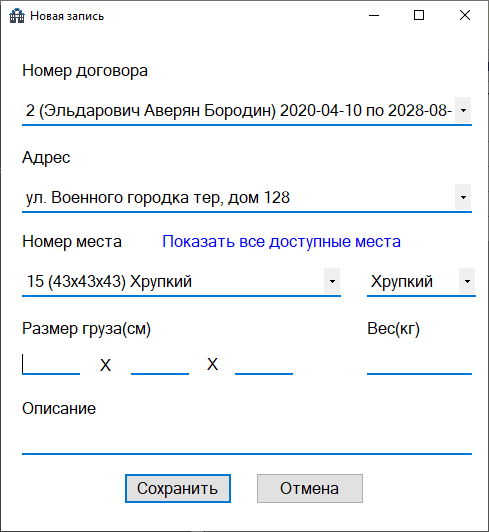 Новая запись
Номер договора
2 (Эльдарович Аверян Бородин) 2020-04-10 по 2028-08-
Адрес
ул. Военного городка тер, дом 128
Номер места Показать все доступные места
15 (43x43x43) Хрупкий Хрупкий
Размер груза(см) Вес(кг)
X X
Описание
Сохранить Отмена